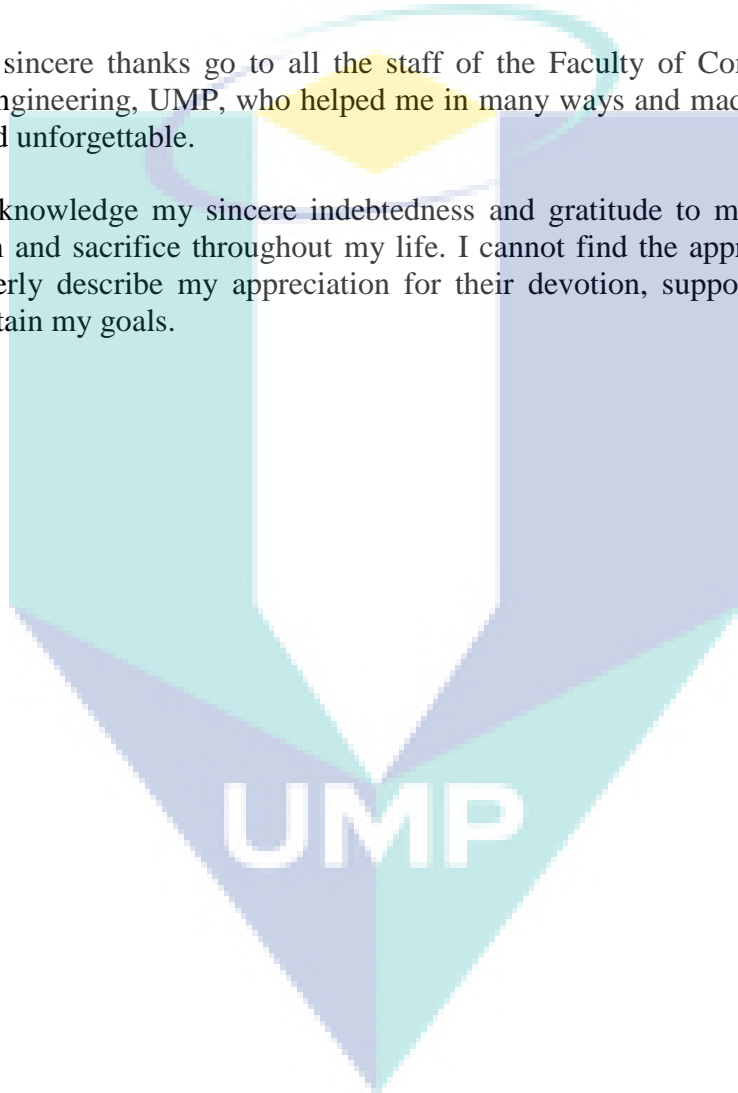 sincere thanks go to all the staff of the Faculty of Co
ngineering, UMP, who helped me in many ways and mad
d unforgettable.
knowledge my sincere indebtedness and gratitude to m
n and sacrifice throughout my life. I cannot find the app
erly describe my appreciation for their devotion, suppo
tain my goals.
UMP